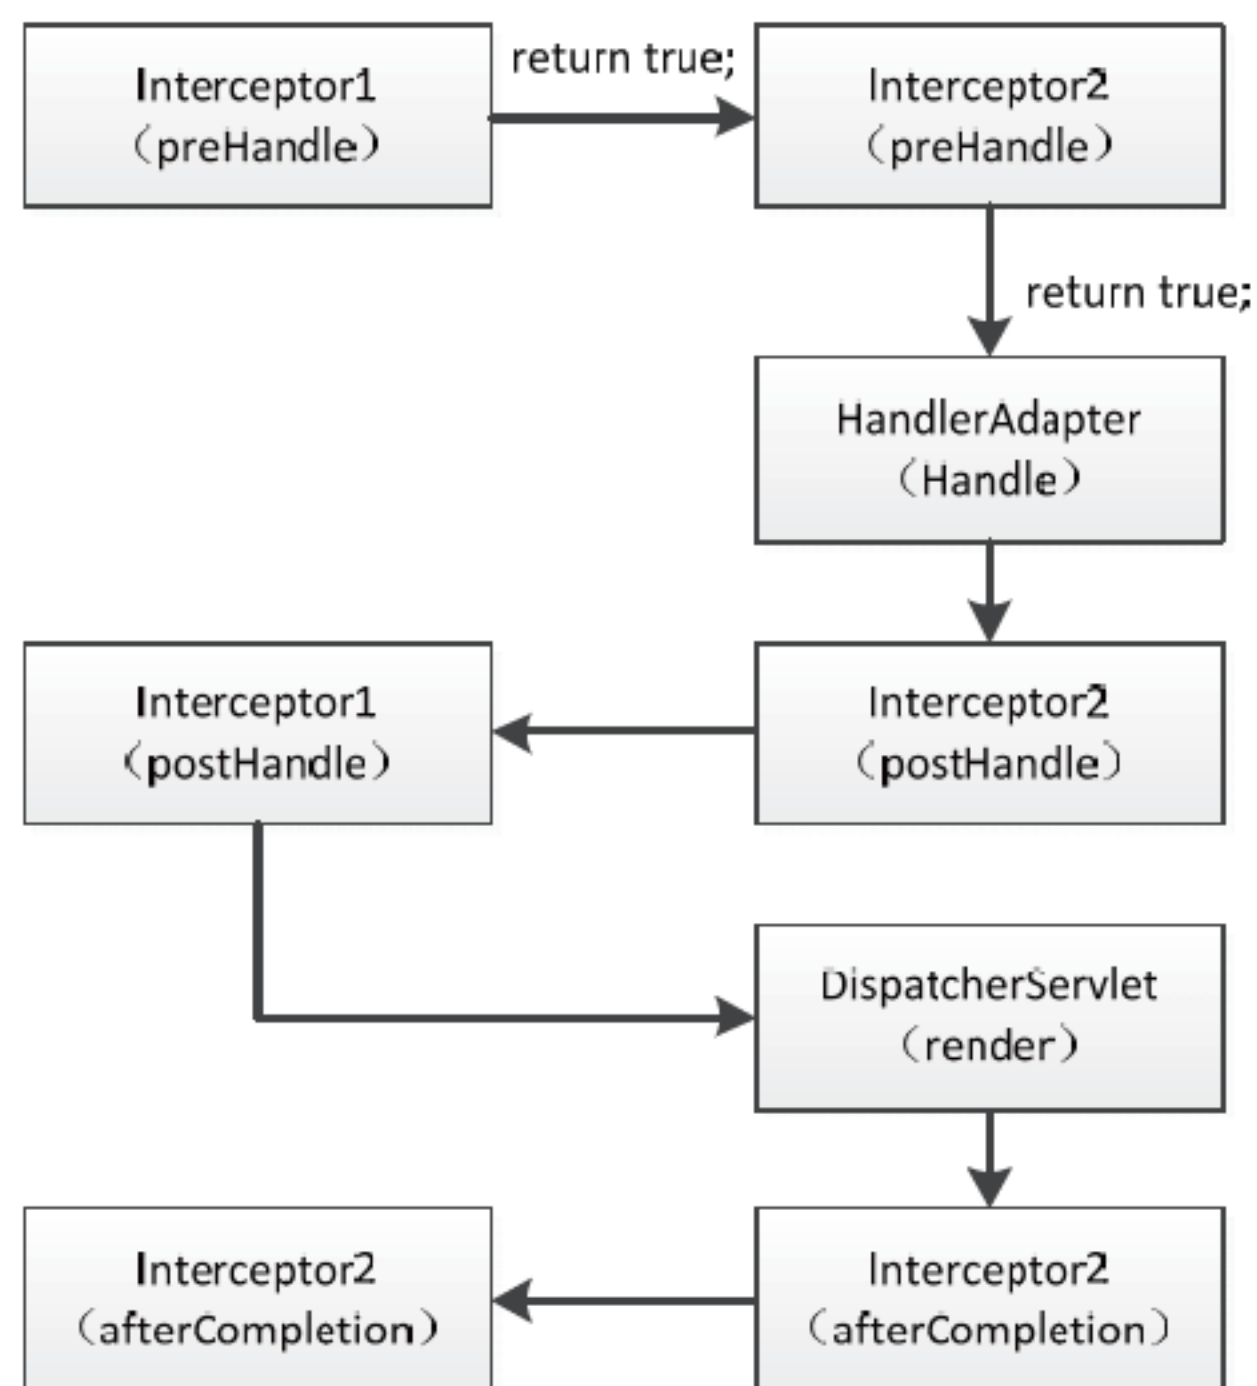 Interceptor1
（preHandle）
return true;
Interceptor2
（preHandle）
return true;
HandlerAdapter
（Handle）
Interceptor2
（postHandle）
Interceptor1
（postHandle）
DispatcherServlet
（render）
Interceptor2
（afterCompletion）
Interceptor2
（afterCompletion）